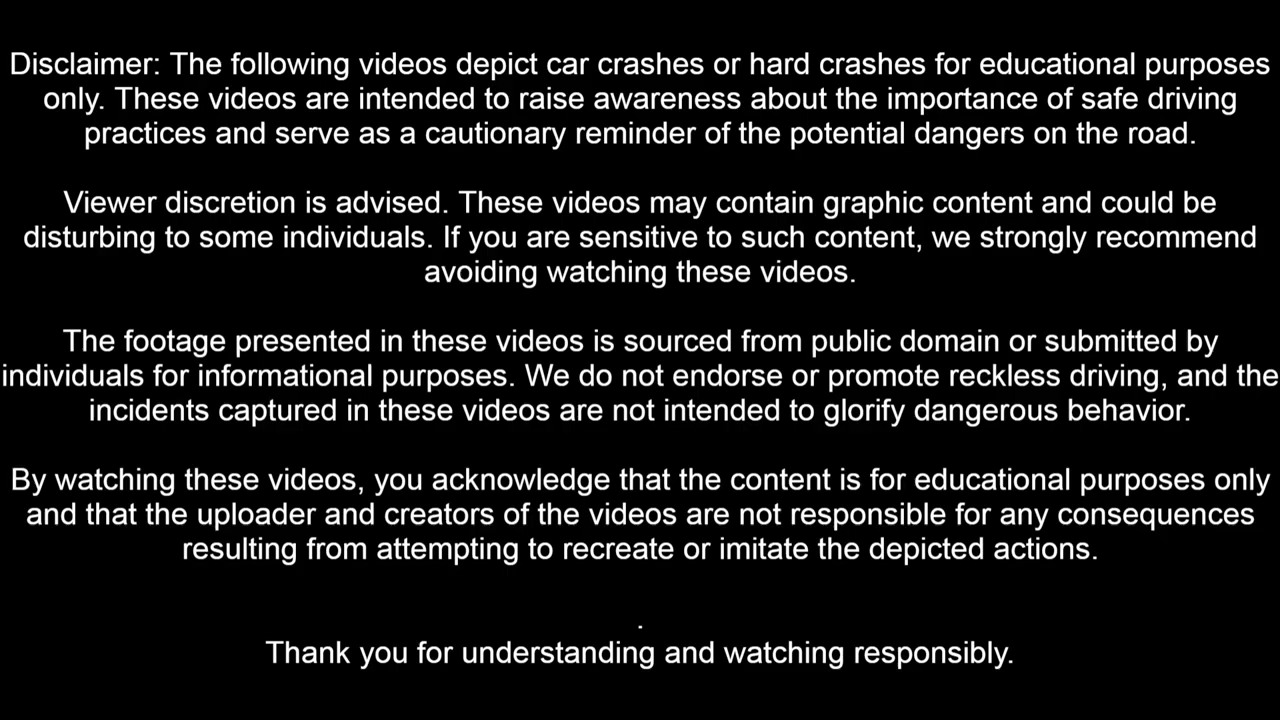 Disclaimer: The following videos depict car crashes or hard crashes for educational purposes
only. These videos are intended to raise awareness about the importance of safe driving
practices and serve as a cautionary reminder of the potential dangers on the road.
Viewer discretion is advised. These videos may contain graphic content and could be
disturbing to some individuals. If you are sensitive to such content, we strongly recommend
avoiding watching these videos.
The footage presented in these videos is sourced from public domain or submitted by
individuals for informational purposes. We do not endorse or promote reckless driving, and the
incidents captured in these videos are not intended to glorify dangerous behavior.
By watching these videos, you acknowledge that the content is for educational purposes only
and that the uploader and creators of the videos are not responsible for any consequences
resulting from attempting to recreate or imitate the depicted actions.
.
Thank you for understanding and watching responsibly.